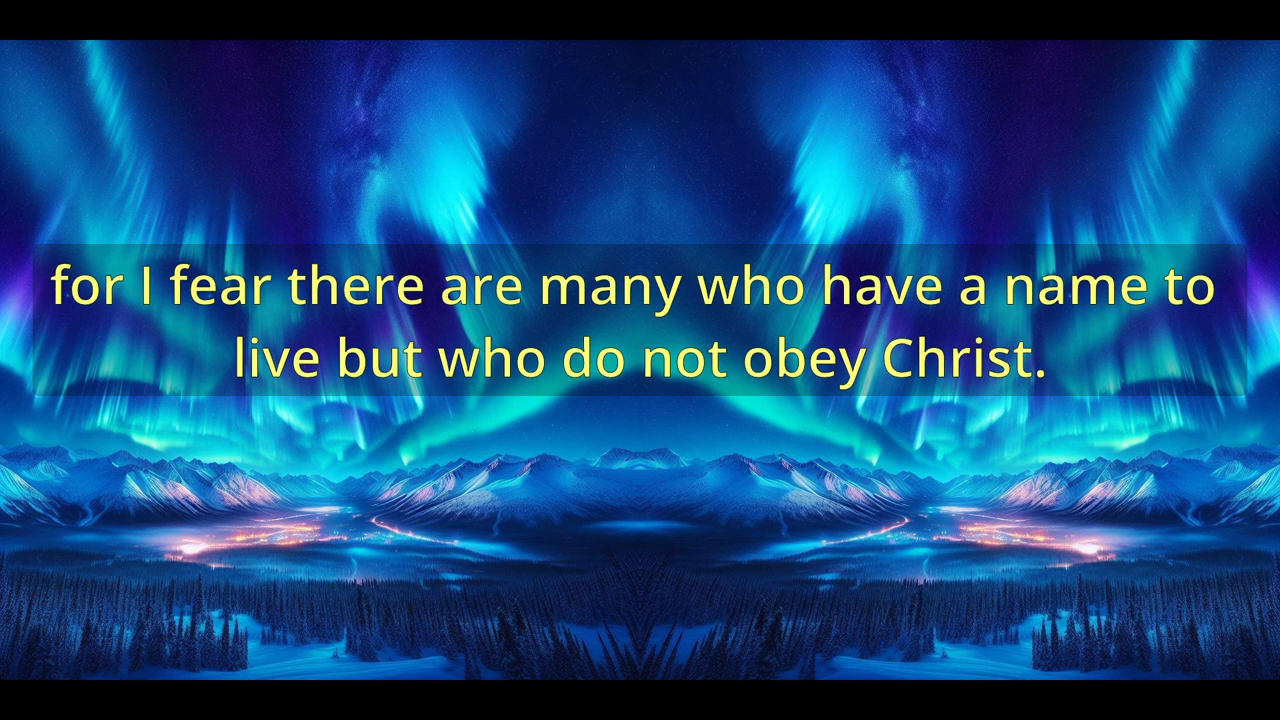 for I fear there are many who have a name to
live but who do not obey Christ.